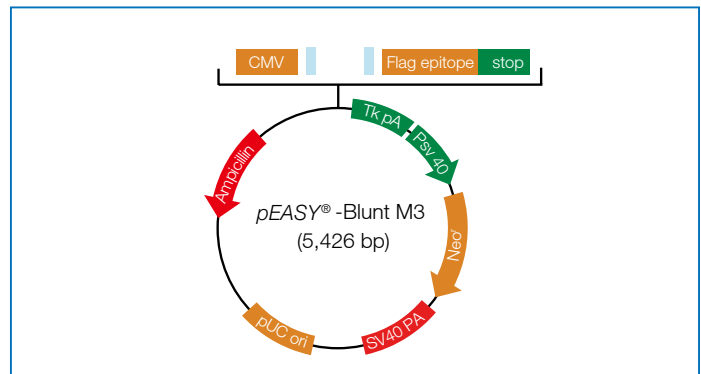 CMV Flag epitope stop
Tk pA
Psv 40
Ampicillin
pEASY® -Blunt M3
(5,426 bp)
Neoʳ
pUC ori
SV40 PA